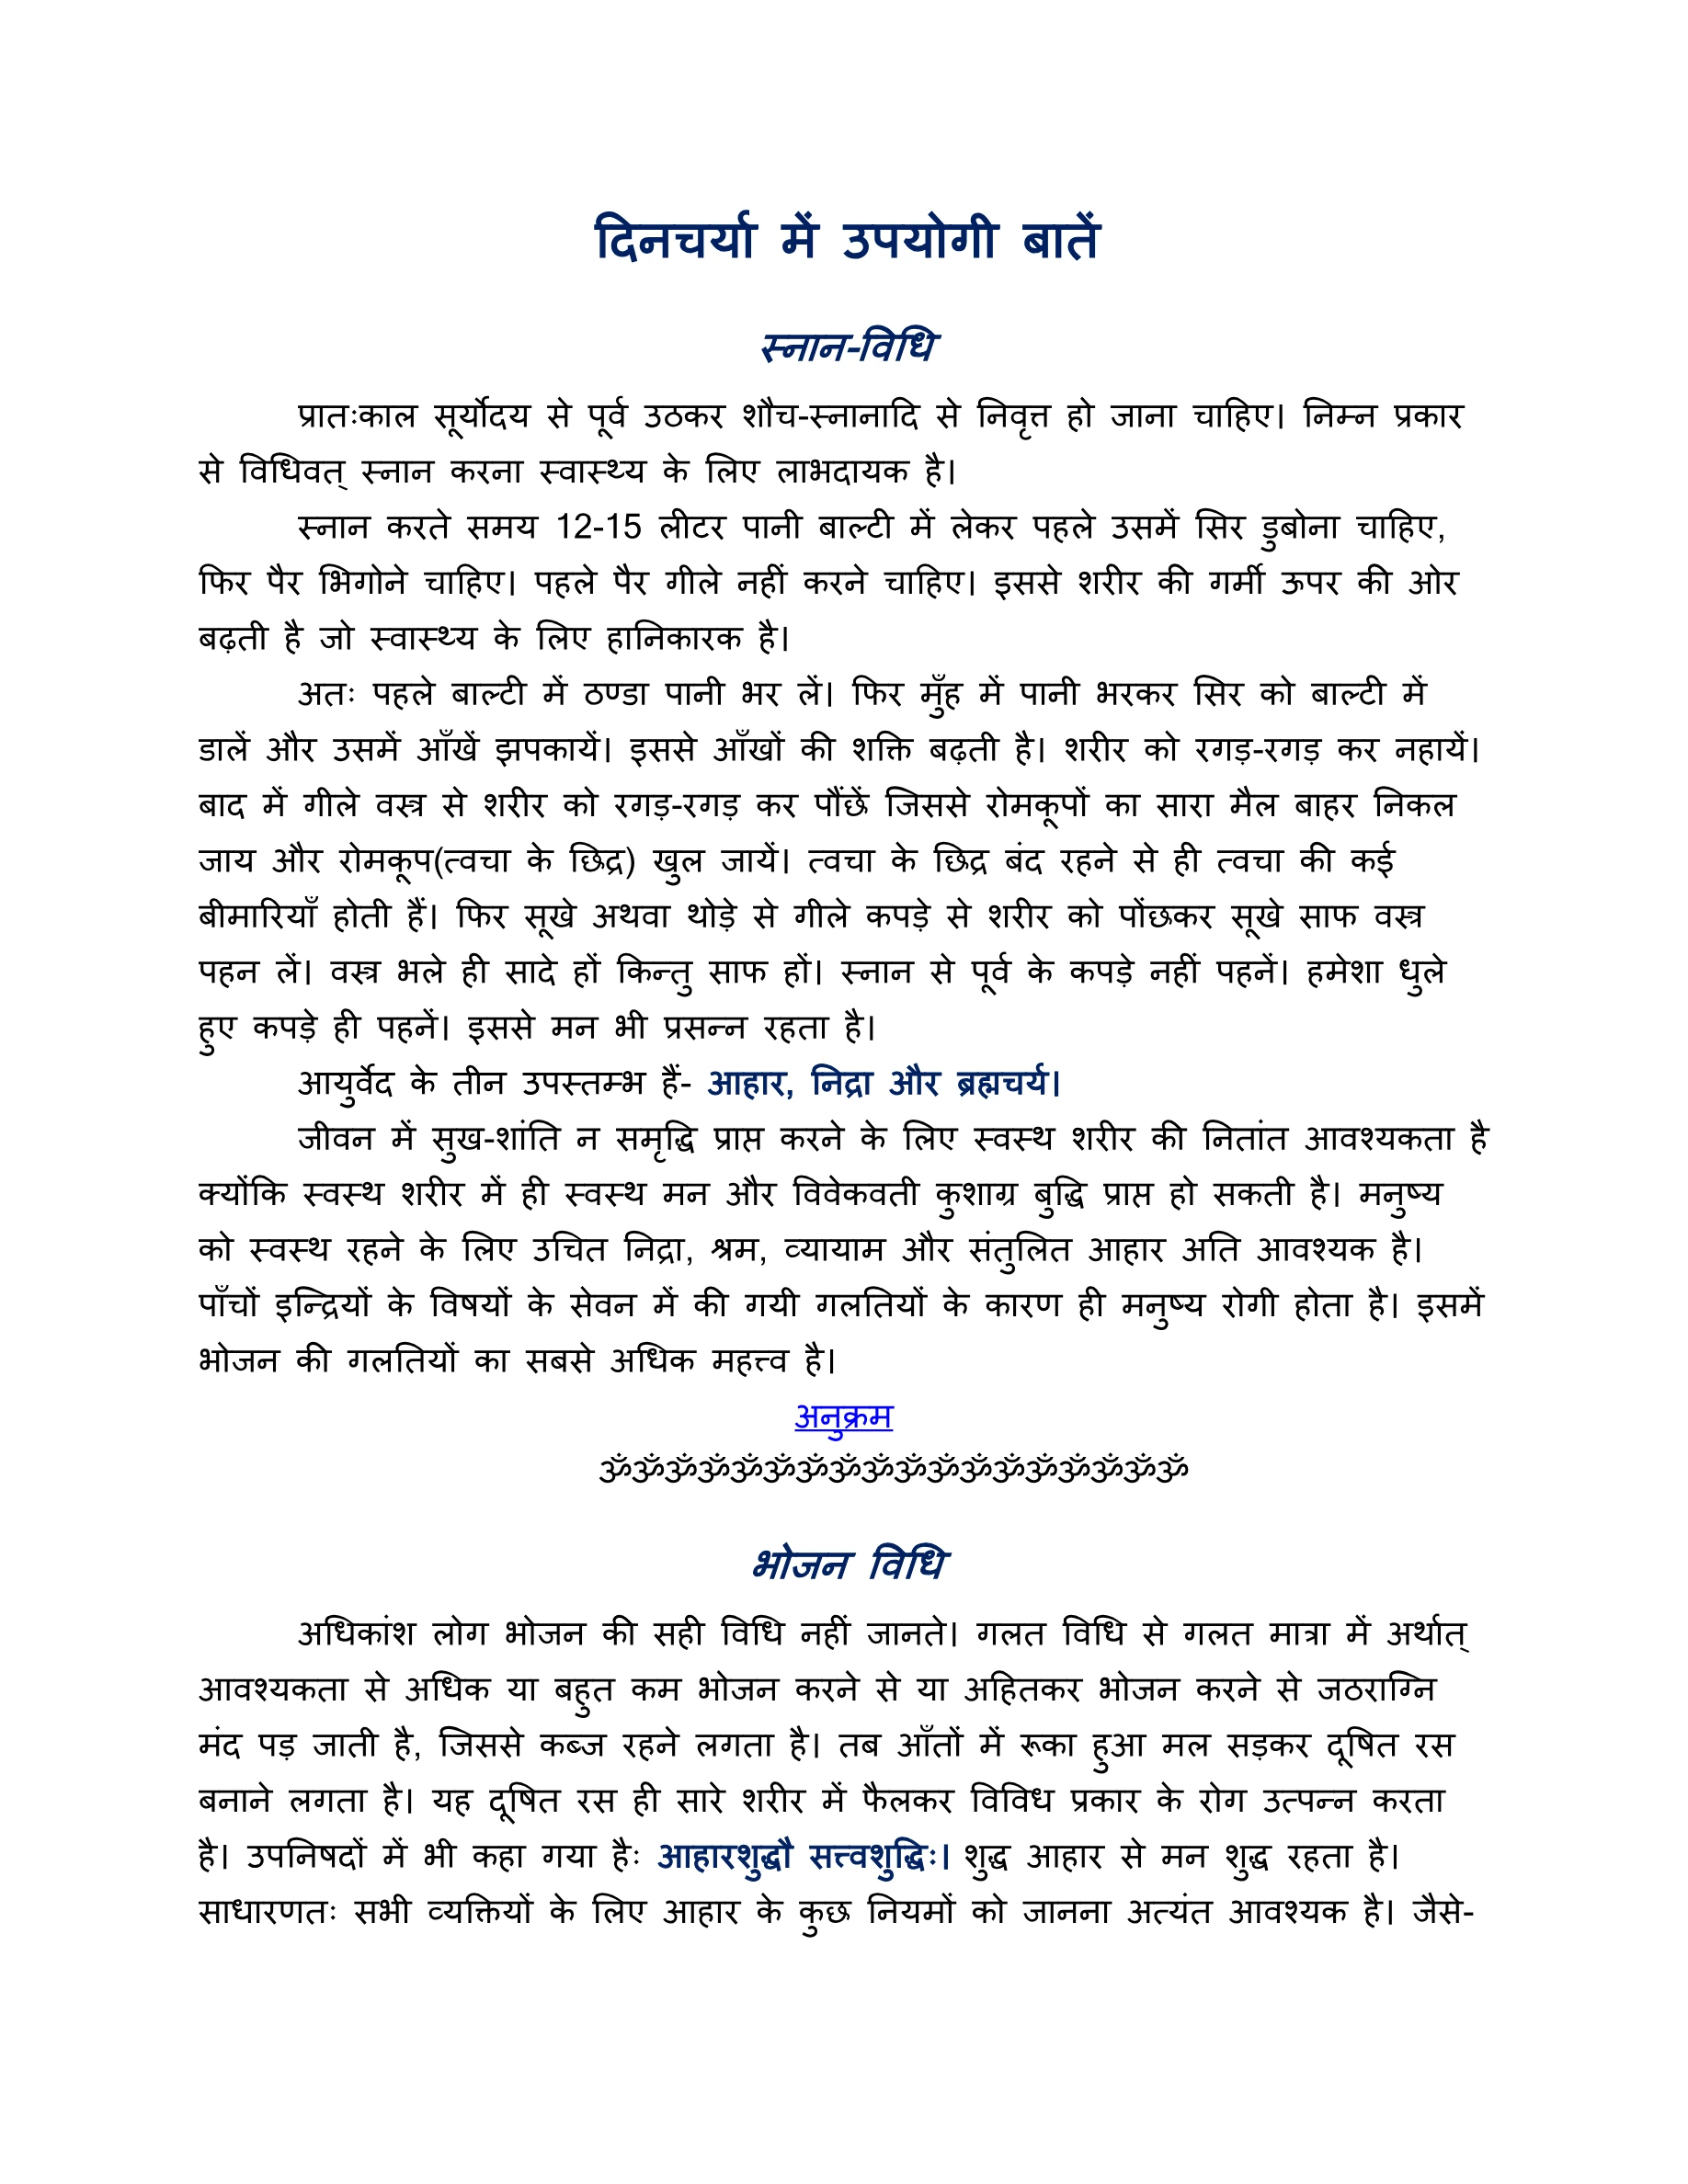 दिनचर्या में उपयोगी बातें
स्नान-विधि
प्रातःकाल सूर्योदय से पूर्व उठकर शौच-स्नानादि से निवृत्त हो जाना चाहिए। निम्न प्रकार
से विधिवत् स्नान करना स्वास्थ्य के लिए लाभदायक है।
स्नान करते समय 12-15 लीटर पानी बाल्टी में लेकर पहले उसमें सिर डुबोना चाहिए,
फिर पैर भिगोने चाहिए। पहले पैर गीले नहीं करने चाहिए। इससे शरीर की गर्मी ऊपर की ओर
बढ़ती है जो स्वास्थ्य के लिए हानिकारक है।
अतः पहले बाल्टी में ठण्डा पानी भर लें। फिर मुँह में पानी भरकर सिर को बाल्टी में
डालें और उसमें आँखें झपकायें। इससे आँखों की शक्ति बढ़ती है। शरीर को रगड़-रगड़ कर नहायें।
बाद में गीले वस्त्र से शरीर को रगड़-रगड़ कर पौंछें जिससे रोमकूपों का सारा मैल बाहर निकल
जाय और रोमकूप(त्वचा के छिद्र) खुल जायें। त्वचा के छिद्र बंद रहने से ही त्वचा की कई
बीमारियाँ होती हैं। फिर सूखे अथवा थोड़े से गीले कपड़े से शरीर को पोंछकर सूखे साफ वस्त्र
पहन लें। वस्त्र भले ही सादे हों किन्तु साफ हों। स्नान से पूर्व के कपड़े नहीं पहनें। हमेशा धुले
हुए कपड़े ही पहनें। इससे मन भी प्रसन्न रहता है।
आयुर्वेद के तीन उपस्तम्भ हैं- आहार, निद्रा और ब्रह्मचर्य।
जीवन में सुख-शांति न समृद्धि प्राप्त करने के लिए स्वस्थ शरीर की नितांत आवश्यकता है
क्योंकि स्वस्थ शरीर में ही स्वस्थ मन और विवेकवती कुशाग्र बुद्धि प्राप्त हो सकती है। मनुष्य
को स्वस्थ रहने के लिए उचित निद्रा, श्रम, व्यायाम और संतुलित आहार अति आवश्यक है।
पाँचों इन्द्रियों के विषयों के सेवन में की गयी गलतियों के कारण ही मनुष्य रोगी होता है। इसमें
भोजन की गलतियों का सबसे अधिक महत्त्व है।
अनुक्रम
ॐॐॐॐॐॐॐॐॐॐॐॐॐॐॐॐॐॐ
भोजन विधि
अधिकांश लोग भोजन की सही विधि नहीं जानते। गलत विधि से गलत मात्रा में अर्थात्
आवश्यकता से अधिक या बहुत कम भोजन करने से या अहितकर भोजन करने से जठराग्नि
मंद पड़ जाती है, जिससे कब्ज रहने लगता है। तब आँतों में रूका हुआ मल सड़कर दूषित रस
बनाने लगता है। यह दूषित रस ही सारे शरीर में फैलकर विविध प्रकार के रोग उत्पन्न करता
है। उपनिषदों में भी कहा गया हैः आहारशुद्धौ सत्त्वशुद्धिः। शुद्ध आहार से मन शुद्ध रहता है।
साधारणतः सभी व्यक्तियों के लिए आहार के कुछ नियमों को जानना अत्यंत आवश्यक है। जैसे-